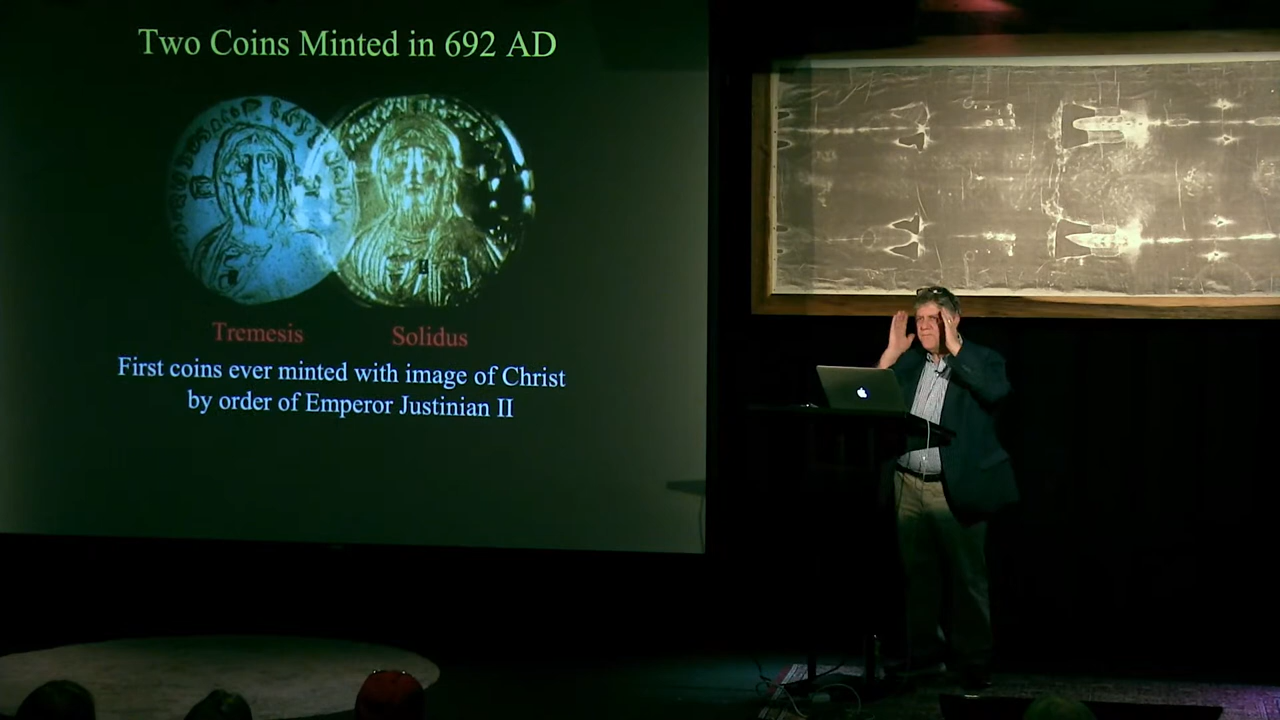 Two Coins Minted in 692 AD
Tremesis
Solidus
First coins ever minted with image of Christ
by order of Emperor Justinian II